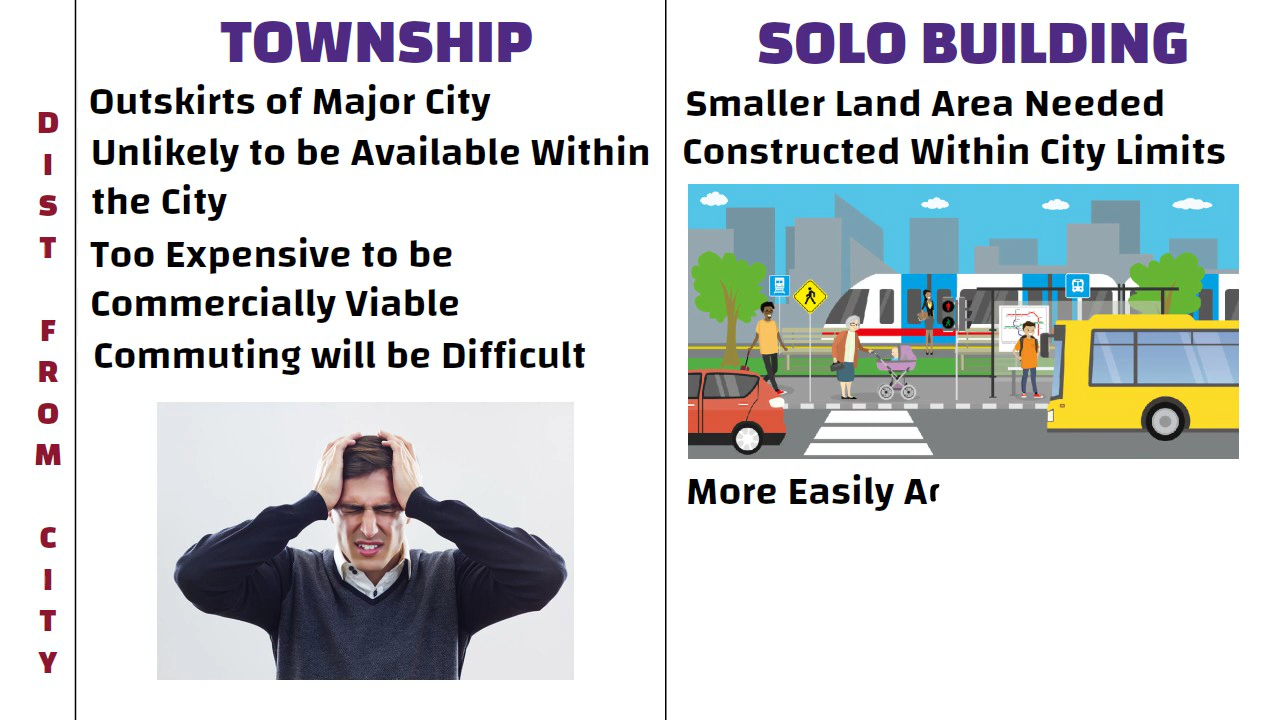 DIST FROM CITY
TOWNSHIP
Outskirts of Major City
Unlikely to be Available Within
the City
Too Expensive to be
Commercially Viable
Commuting will be Difficult
SOLO BUILDING
Smaller Land Area Needed
Constructed Within City Limits
More Easily